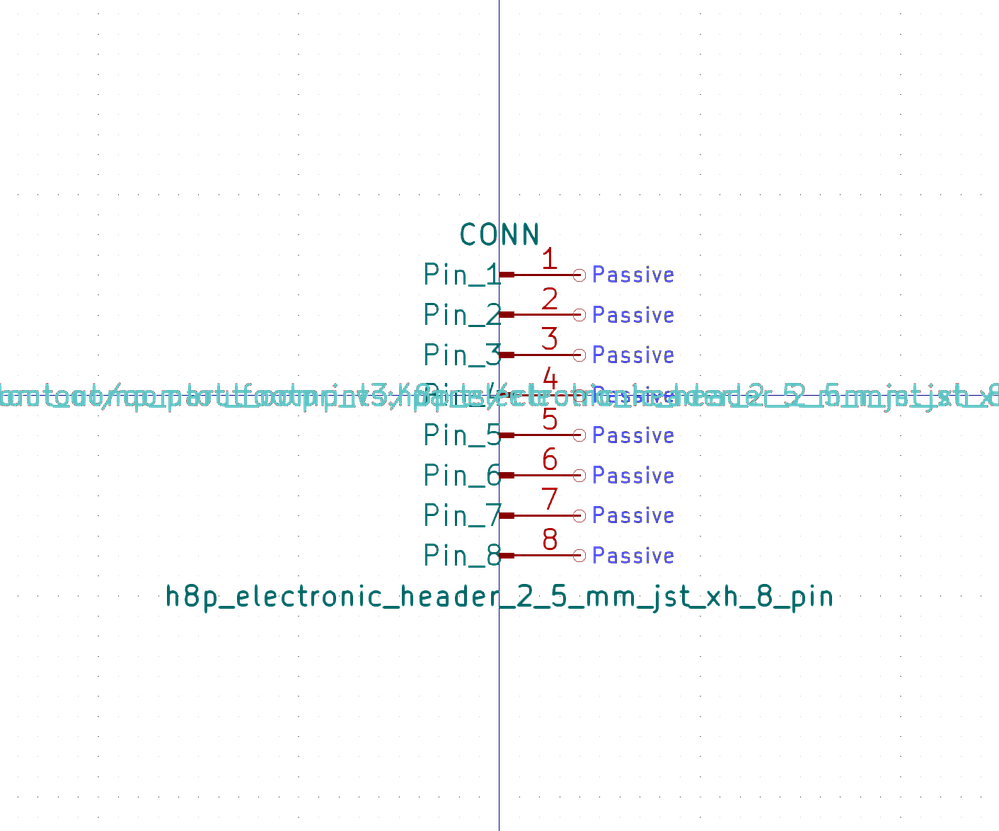 CONN
Pin_1 1 Passive
Pin_2 2 Passive
Pin_3 3 Passive
4 Passive
Pin_5 5 Passive
Pin_6 6 Passive
Pin_7 7 Passive
Pin_8 8 Passive
h8p_electronic_header_2_5_mm_jst_xh_8_pin